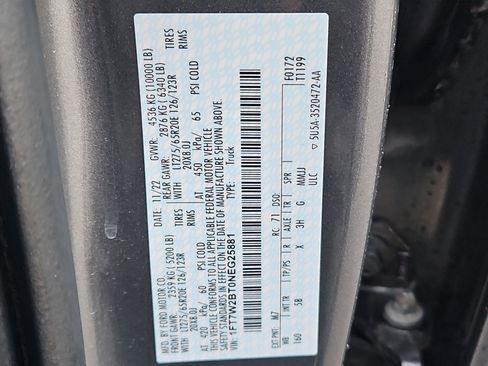 MFD. BY FORD MOTOR CO.
11/22
GVWR: 4536 KG (10000 LB)
FRONT GAWR: 2359 KG (5200 LB)
REAR GAWR: 2876 KG (6340 LB)
LT275/65R20E 126/123R
TIRES
WITH LT275/65R20E 126/123R
TIRES
20X8.0J
RIMS
20X8.0J
RIMS
AT 420 kPa/ 60 PSI COLD
AT 450 kPa/ 65 PSI COLD
THIS VEHICLE CONFORMS TO ALL APPLICABLE FEDERAL MOTOR VEHICLE
SAFETY STANDARDS IN EFFECT ON THE DATE OF MANUFACTURE SHOWN ABOVE.
VIN: 1FT7W2BT0NEG25881
TYPE: Truck
F0172
T1199
EXT PNT: M7
RC: 71 DSO:
WB INT TR TP/PS R AXLE TR SPR
160 5B X 3H G MMJJ
ULC
5U5A-3520472-AA